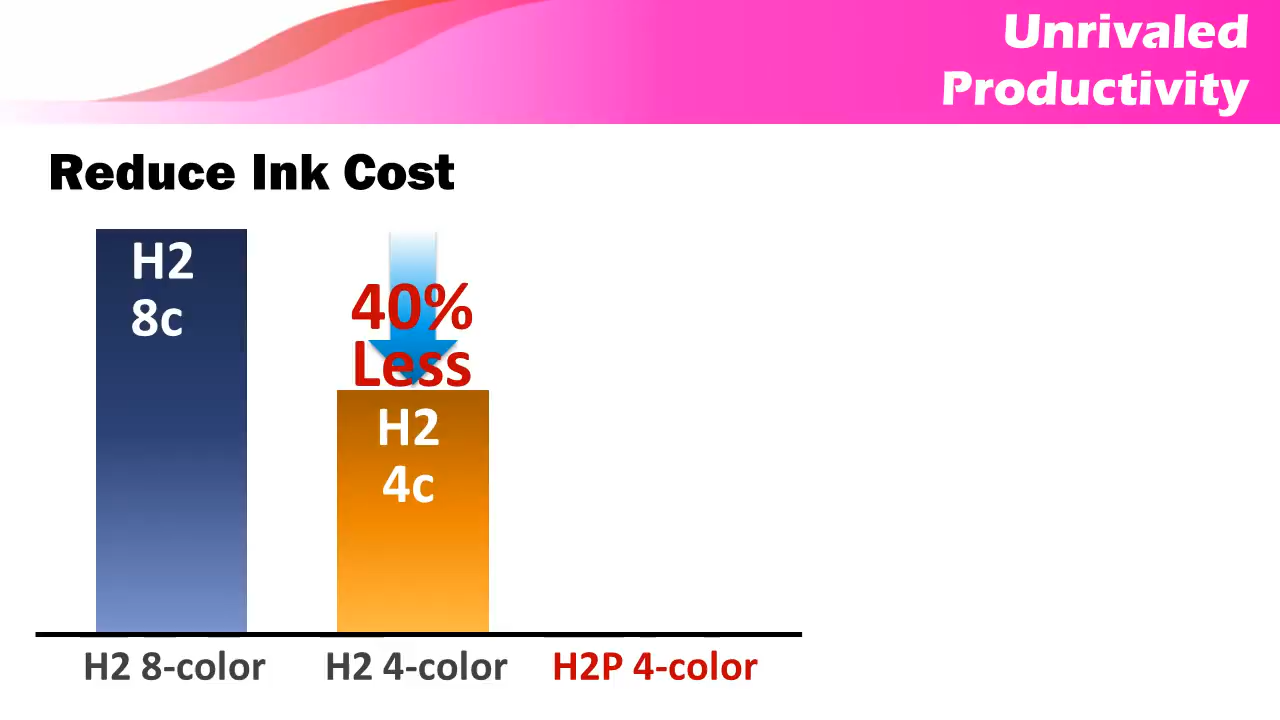 Unrivaled
Productivity
Reduce Ink Cost
H2
8c
40%
Less
H2
4c
H2 8-color
H2 4-color
H2P 4-color